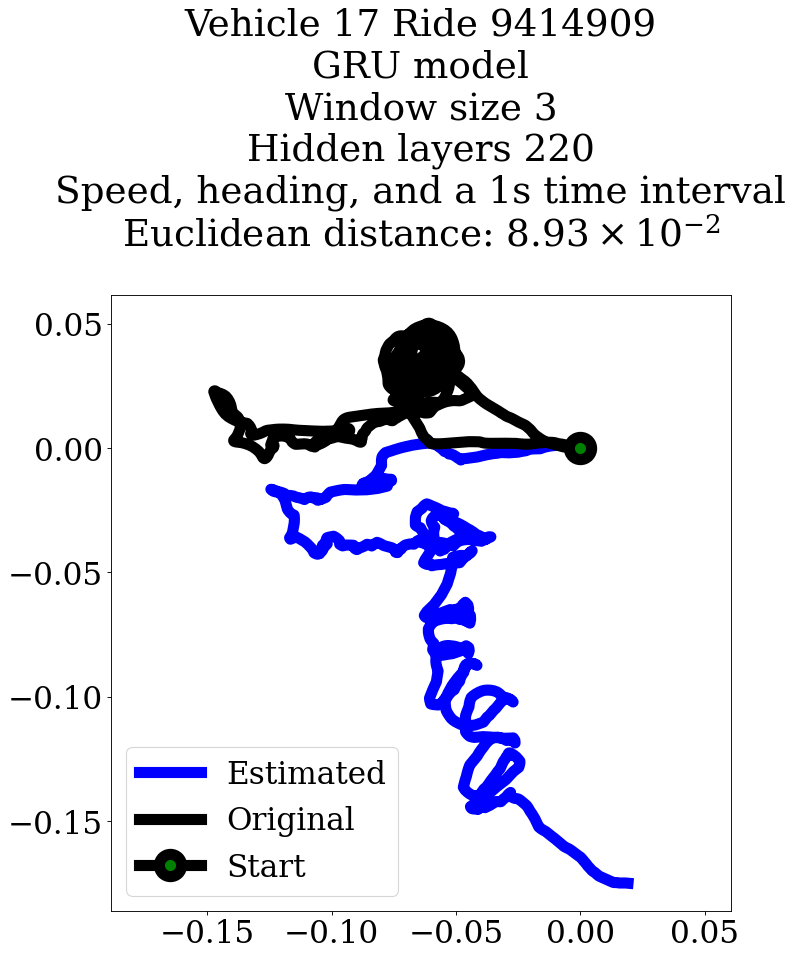 Vehicle 17 Ride 9414909
GRU model
Window size 3
Hidden layers 220
Speed, heading, and a 1s time interval
Euclidean distance: 8.93 × 10⁻²
0.05
0.00
−0.05
−0.10
−0.15
Estimated
Original
Start
−0.15 −0.10 −0.05 0.00 0.05